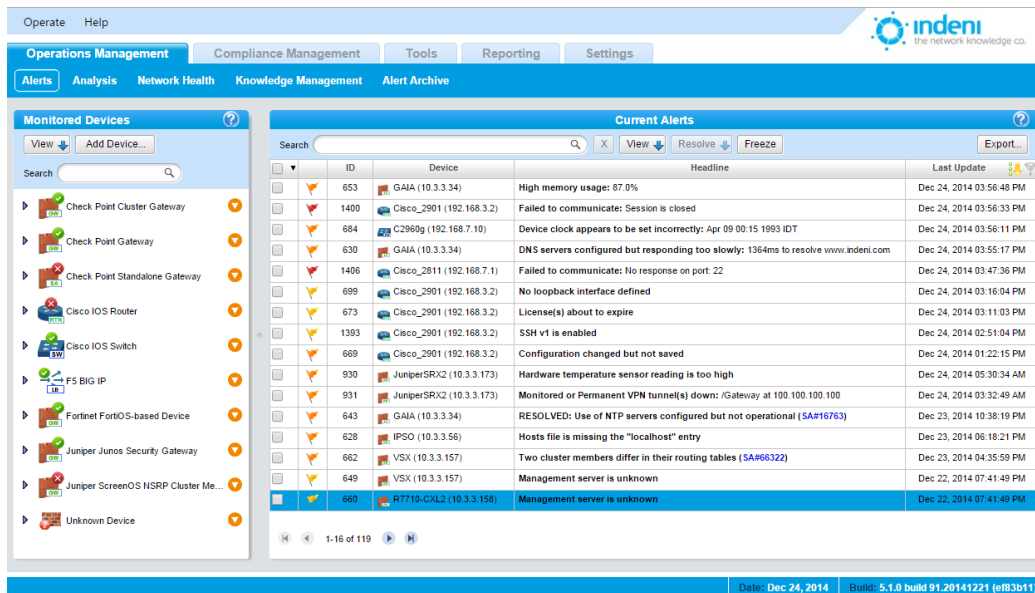 Operate Help
indeni
the network knowledge co.
Operations Management Compliance Management Tools Reporting Settings
Alerts Analysis Network Health Knowledge Management Alert Archive
Monitored Devices ?
View Add Device...
Search
Check Point Cluster Gateway
Check Point Gateway
Check Point Standalone Gateway
Cisco IOS Router
Cisco IOS Switch
F5 BIG IP
Fortinet FortiOS-based Device
Juniper Junos Security Gateway
Juniper ScreenOS NSRP Cluster Me...
Unknown Device
Current Alerts ?
Search X View Resolve Freeze Export...
ID Device Headline Last Update
653 GAIA (10.3.3.34) High memory usage: 87.0% Dec 24, 2014 03:56:48 PM
1400 Cisco_2901 (192.168.3.2) Failed to communicate: Session is closed Dec 24, 2014 03:56:33 PM
684 C2960g (192.168.7.10) Device clock appears to be set incorrectly: Apr 09 00:15 1993 IDT Dec 24, 2014 03:56:11 PM
630 GAIA (10.3.3.34) DNS servers configured but responding too slowly: 1364ms to resolve www.indeni.com Dec 24, 2014 03:55:17 PM
1406 Cisco_2811 (192.168.7.1) Failed to communicate: No response on port: 22 Dec 24, 2014 03:47:36 PM
699 Cisco_2901 (192.168.3.2) No loopback interface defined Dec 24, 2014 03:16:04 PM
673 Cisco_2901 (192.168.3.2) License(s) about to expire Dec 24, 2014 03:11:03 PM
1393 Cisco_2901 (192.168.3.2) SSH v1 is enabled Dec 24, 2014 02:51:04 PM
669 Cisco_2901 (192.168.3.2) Configuration changed but not saved Dec 24, 2014 01:22:15 PM
930 JuniperSRX2 (10.3.3.173) Hardware temperature sensor reading is too high Dec 24, 2014 05:30:34 AM
931 JuniperSRX2 (10.3.3.173) Monitored or Permanent VPN tunnel(s) down: /Gateway at 100.100.100.100 Dec 24, 2014 03:32:49 AM
643 GAIA (10.3.3.34) RESOLVED: Use of NTP servers configured but not operational (SA#16763) Dec 23, 2014 10:38:19 PM
628 IPSO (10.3.3.56) Hosts file is missing the "localhost" entry Dec 23, 2014 06:18:21 PM
662 VSX (10.3.3.157) Two cluster members differ in their routing tables (SA#66322) Dec 23, 2014 04:35:59 PM
649 VSX (10.3.3.157) Management server is unknown Dec 22, 2014 07:41:49 PM
660 R7710-CXL2 (10.3.3.158) Management server is unknown Dec 22, 2014 07:41:49 PM
1-16 of 119
Date: Dec 24, 2014 Build: 5.1.0 build 91.20141221 (ef83b11